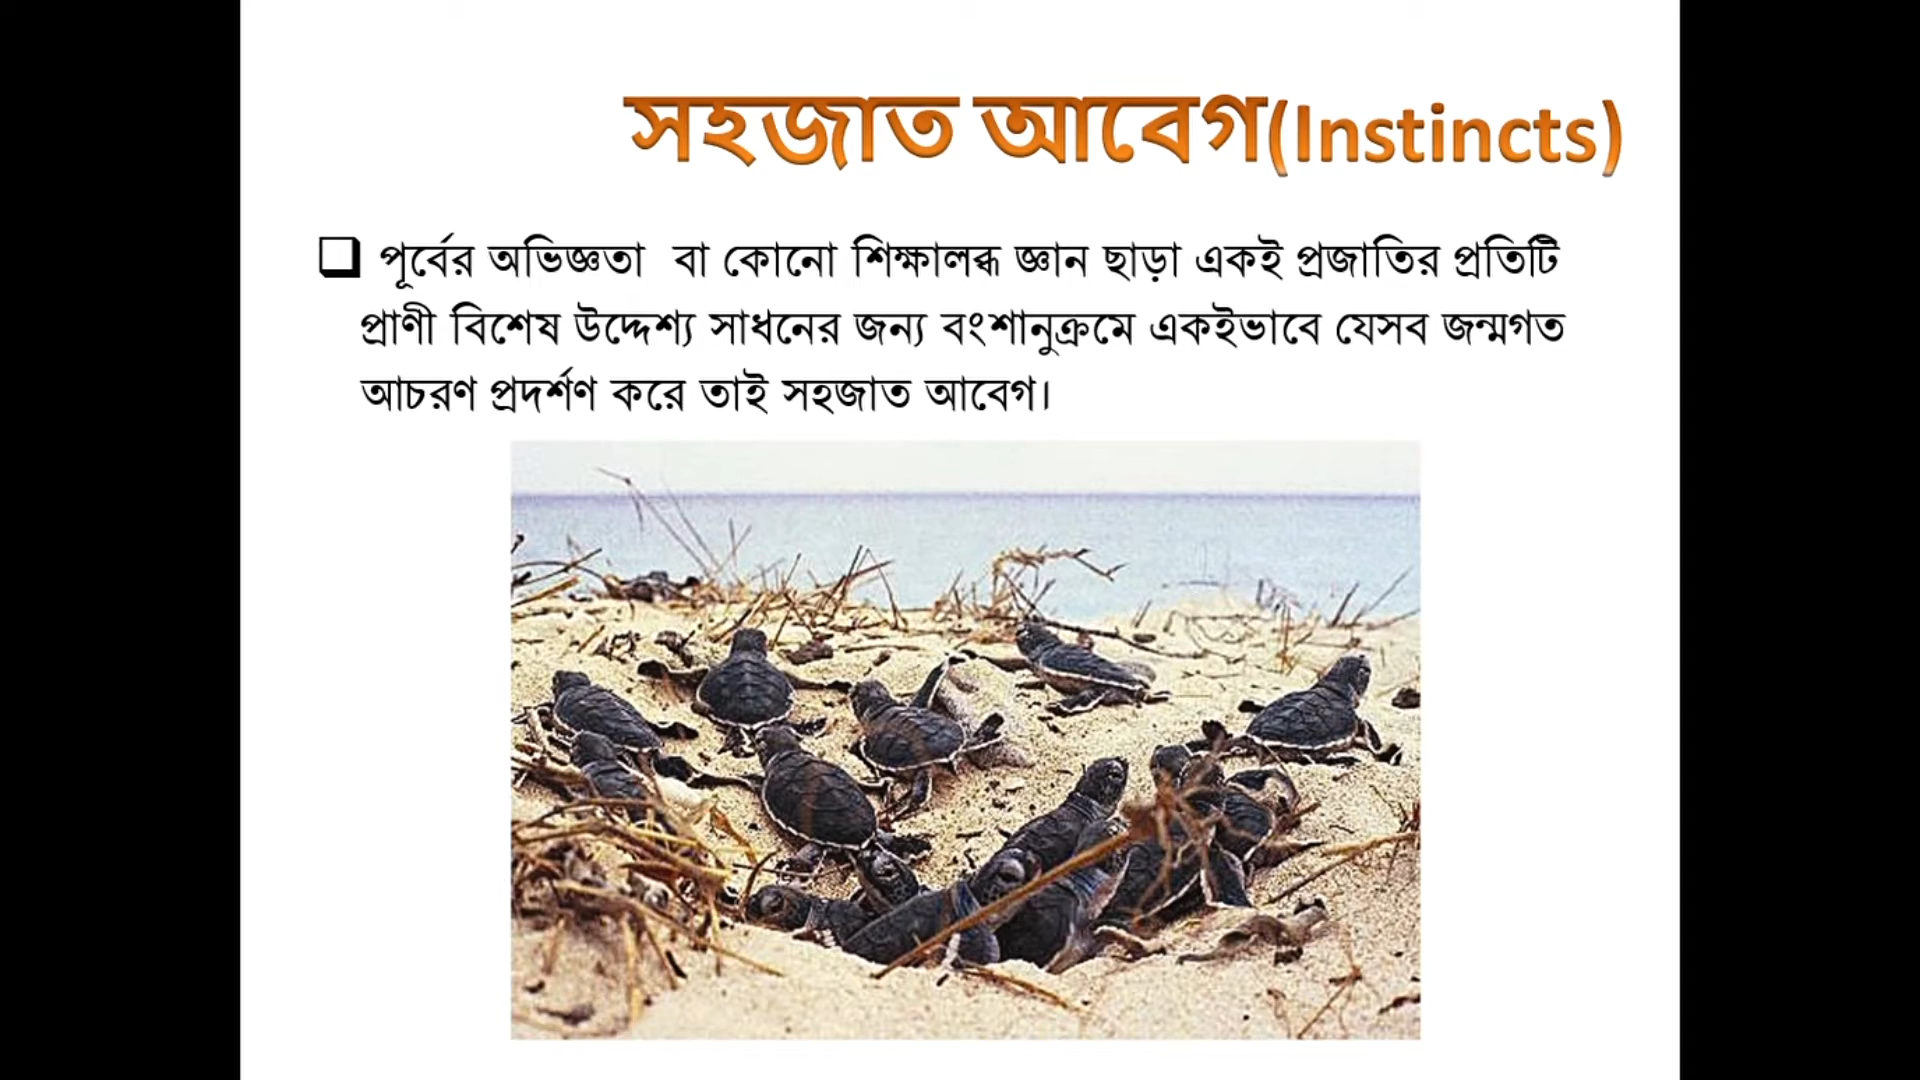 সহজাত আবেগ(Instincts)
পূর্বের অভিজ্ঞতা বা কোনো শিক্ষালব্ধ জ্ঞান ছাড়া একই প্রজাতির প্রতিটি
প্রাণী বিশেষ উদ্দেশ্য সাধনের জন্য বংশানুক্রমে একইভাবে যেসব জন্মগত
আচরণ প্রদর্শণ করে তাই সহজাত আবেগ।